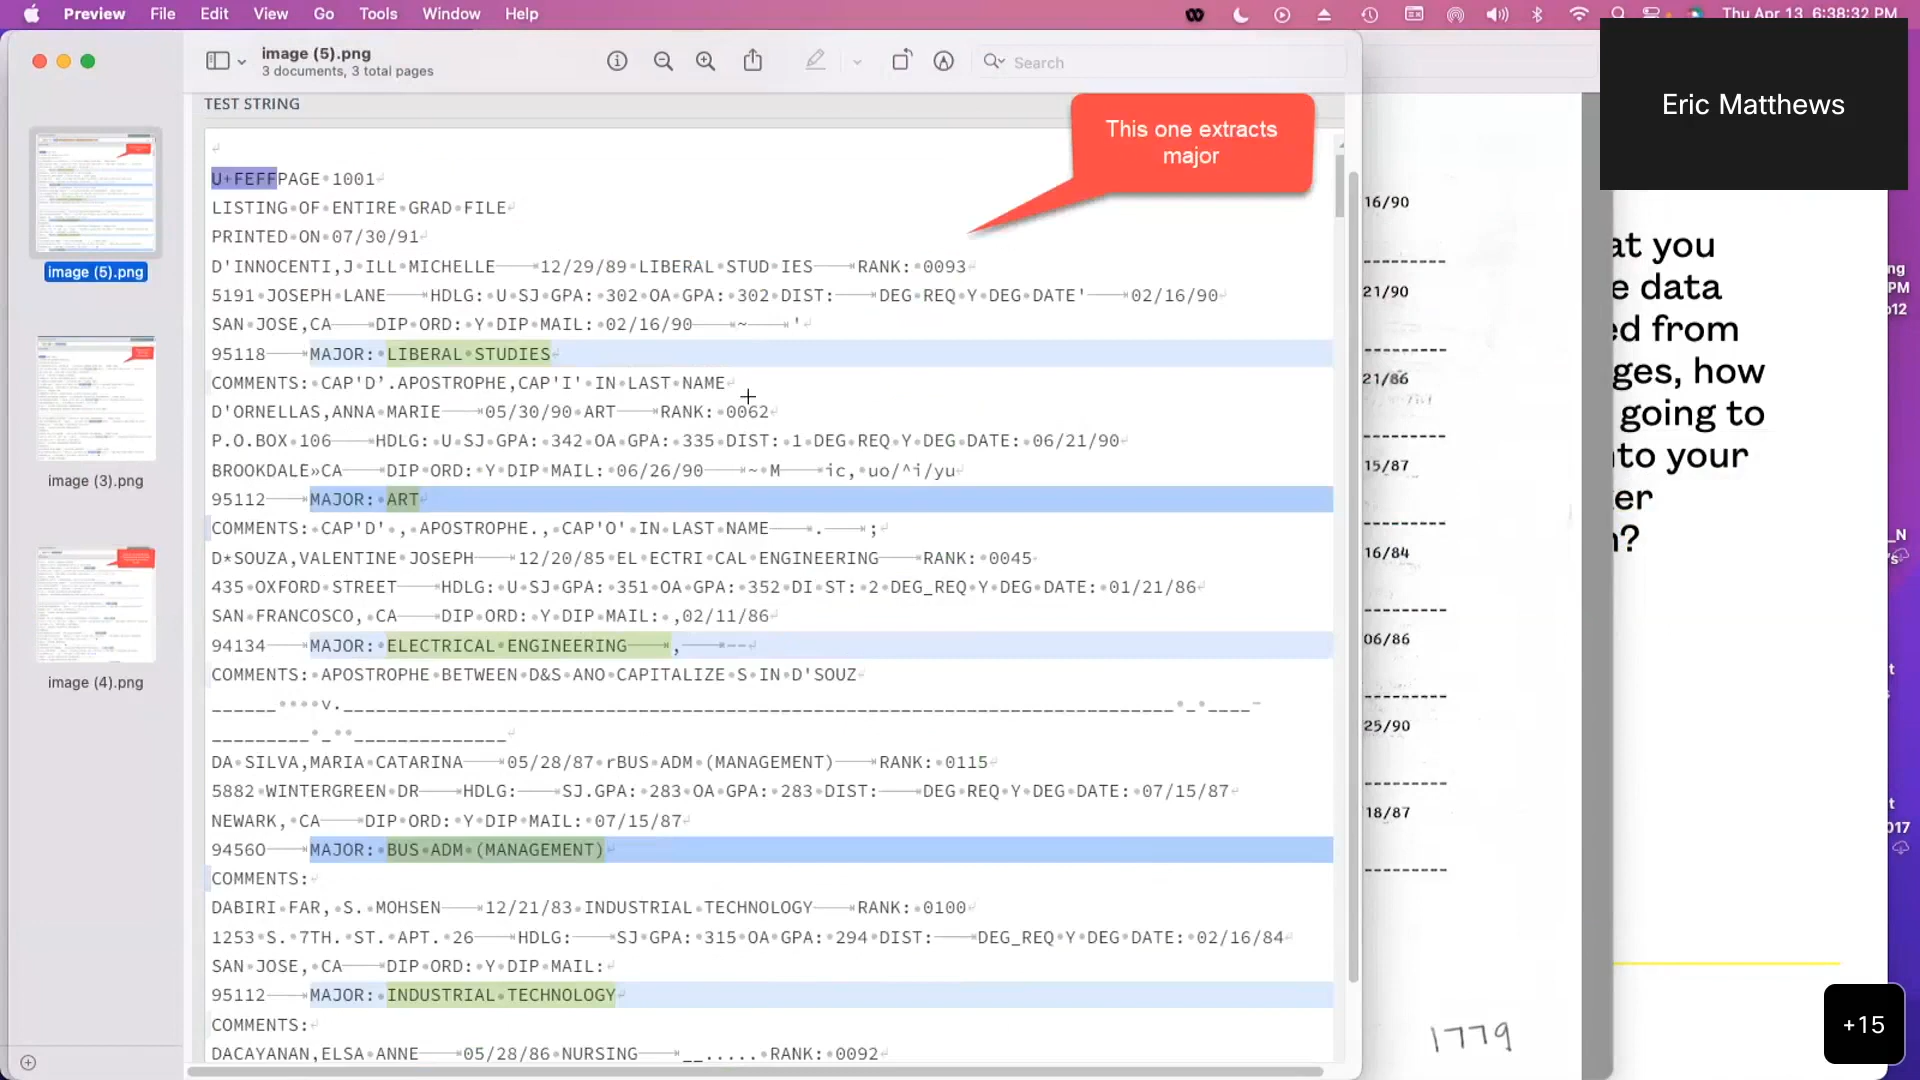 Preview File Edit View Go Tools Window Help
Thu Apr 13 6:38:32 PM
image (5).png
3 documents, 3 total pages
Search
Eric Matthews
TEST STRING
This one extracts
major
U+FEFFPAGE 1001
LISTING OF ENTIRE GRAD FILE
PRINTED ON 07/30/91
D'INNOCENTI,J ILL MICHELLE 12/29/89 LIBERAL STUD IES RANK: 0093
5191 JOSEPH LANE HDLG: U SJ GPA: 302 OA GPA: 302 DIST: DEG REQ Y DEG DATE' 02/16/90
SAN JOSE,CA DIP ORD: Y DIP MAIL: 02/16/90 ~ '
95118 MAJOR: LIBERAL STUDIES
COMMENTS: CAP'D’.APOSTROPHE,CAP'I' IN LAST NAME
D'ORNELLAS,ANNA MARIE 05/30/90 ART RANK: 0062
P.O.BOX 106 HDLG: U SJ GPA: 342 OA GPA: 335 DIST: 1 DEG REQ Y DEG DATE: 06/21/90
BROOKDALE»CA DIP ORD: Y DIP MAIL: 06/26/90 ~ M ic, uo/^i/yu
95112 MAJOR: ART
COMMENTS: CAP'D' , APOSTROPHE., CAP'O' IN LAST NAME . ;
D*SOUZA,VALENTINE JOSEPH 12/20/85 EL ECTRI CAL ENGINEERING RANK: 0045
435 OXFORD STREET HDLG: U SJ GPA: 351 OA GPA: 352 DI ST: 2 DEG_REQ Y DEG DATE: 01/21/86
SAN FRANCOSCO, CA DIP ORD: Y DIP MAIL: ,02/11/86
94134 MAJOR: ELECTRICAL ENGINEERING , --
COMMENTS: APOSTROPHE BETWEEN D&S ANO CAPITALIZE S IN D'SOUZ
DA SILVA,MARIA CATARINA 05/28/87 rBUS ADM (MANAGEMENT) RANK: 0115
5882 WINTERGREEN DR HDLG: SJ.GPA: 283 OA GPA: 283 DIST: DEG REQ Y DEG DATE: 07/15/87
NEWARK, CA DIP ORD: Y DIP MAIL: 07/15/87
94560 MAJOR: BUS ADM (MANAGEMENT)
COMMENTS:
DABIRI FAR, S. MOHSEN 12/21/83 INDUSTRIAL TECHNOLOGY RANK: 0100
1253 S. 7TH. ST. APT. 26 HDLG: SJ GPA: 315 OA GPA: 294 DIST: DEG_REQ Y DEG DATE: 02/16/84
SAN JOSE, CA DIP ORD: Y DIP MAIL:
95112 MAJOR: INDUSTRIAL TECHNOLOGY
COMMENTS:
DACAYANAN,ELSA ANNE 05/28/86 NURSING __..... RANK: 0092
image (5).png
image (3).png
image (4).png
16/90
21/90
21/86
15/87
16/84
06/86
25/90
18/87
1779
at you
e data
ed from
ges, how
going to
to your
er
?
ng
PM
12
_N
's
t
t
017
+15